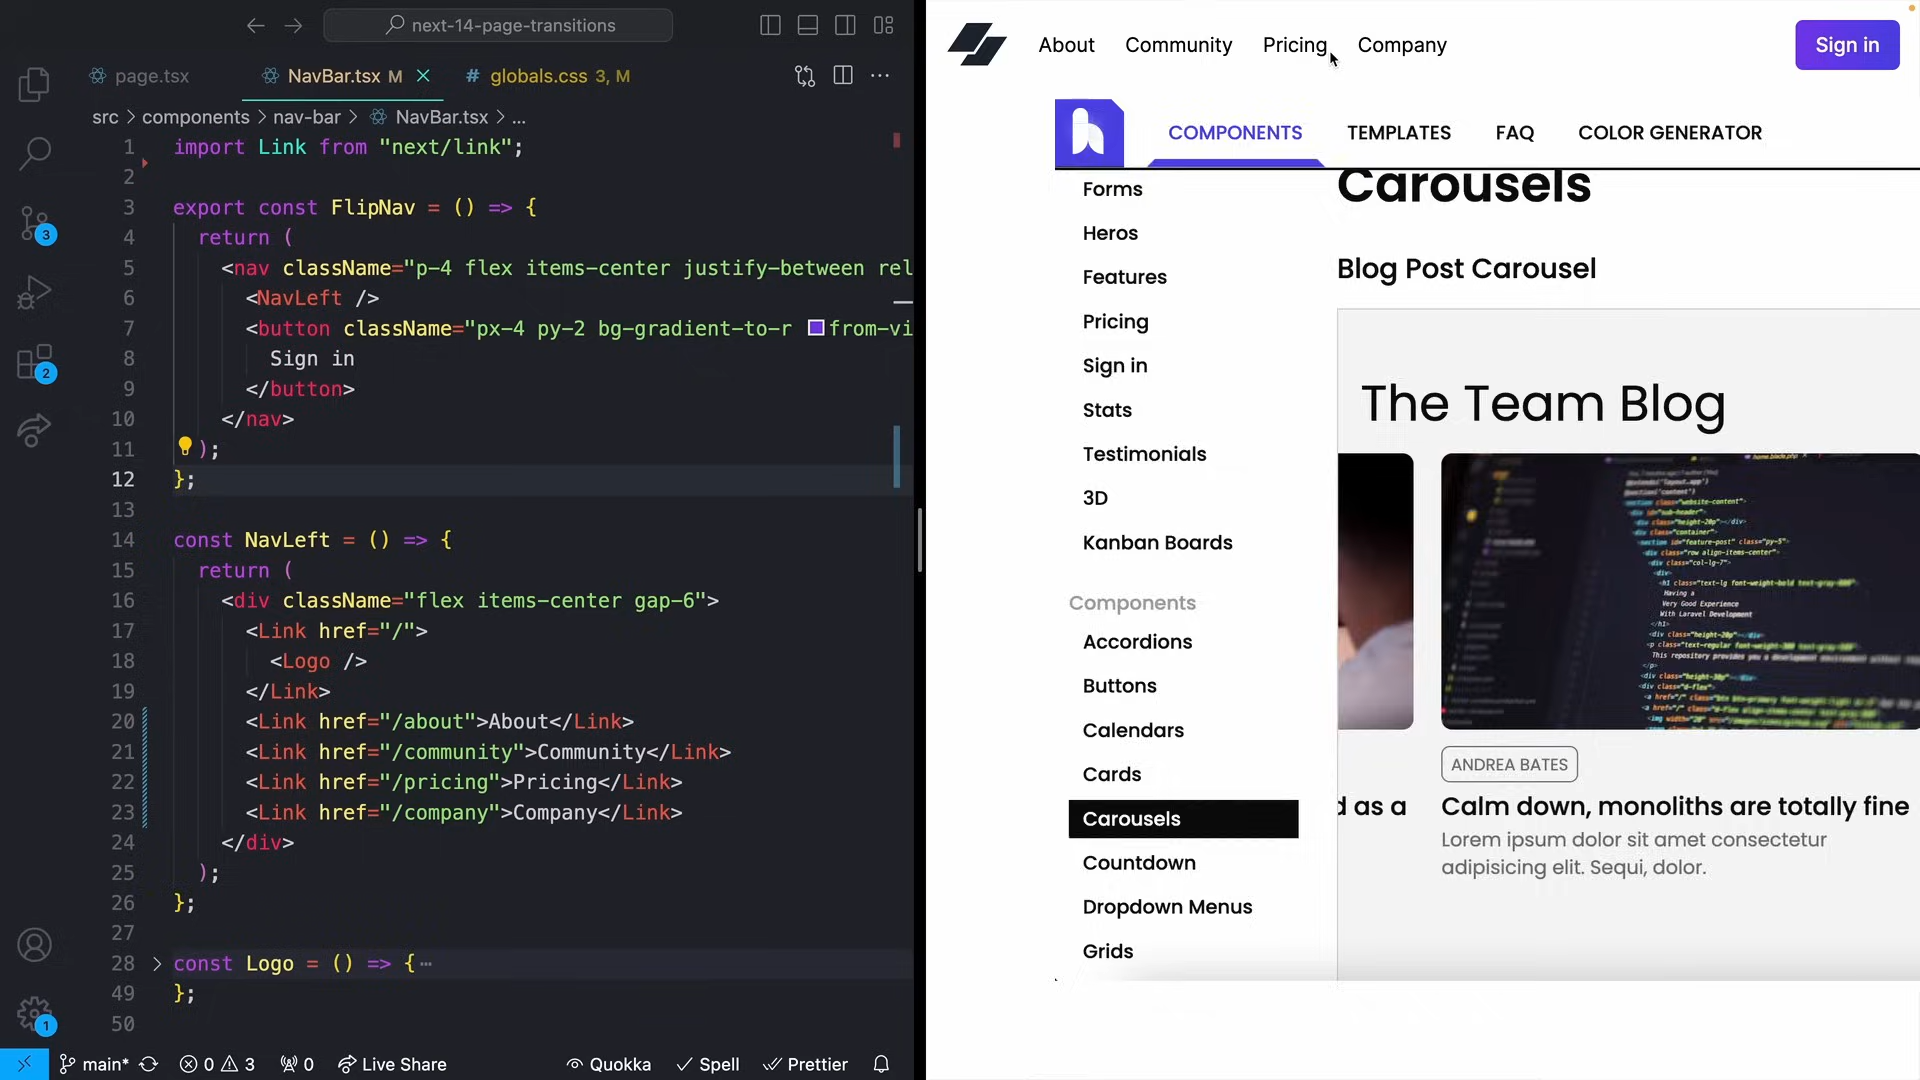 next-14-page-transitions
page.tsx
NavBar.tsx M
# globals.css 3, M
src > components > nav-bar > NavBar.tsx > ...
1 import Link from "next/link";
2
3 export const FlipNav = () => {
4 return (
5 <nav className="p-4 flex items-center justify-between rel
6 <NavLeft />
7 <button className="px-4 py-2 bg-gradient-to-r from-vi
8 Sign in
9 </button>
10 </nav>
11 );
12 };
13
14 const NavLeft = () => {
15 return (
16 <div className="flex items-center gap-6">
17 <Link href="/">
18 <Logo />
19 </Link>
20 <Link href="/about">About</Link>
21 <Link href="/community">Community</Link>
22 <Link href="/pricing">Pricing</Link>
23 <Link href="/company">Company</Link>
24 </div>
25 );
26 };
27
28 const Logo = () => { ⋯
49 };
50
3
2
1
main*
0
3
0
Live Share
Quokka
Spell
Prettier
About
Community
Pricing
Company
Sign in
h
COMPONENTS
TEMPLATES
FAQ
COLOR GENERATOR
Forms
Heros
Features
Pricing
Sign in
Stats
Testimonials
3D
Kanban Boards
Components
Accordions
Buttons
Calendars
Cards
Carousels
Countdown
Dropdown Menus
Grids
Carousels
Blog Post Carousel
The Team Blog
d as a
ANDREA BATES
Calm down, monoliths are totally fine
Lorem ipsum dolor sit amet consectetur
adipisicing elit. Sequi, dolor.